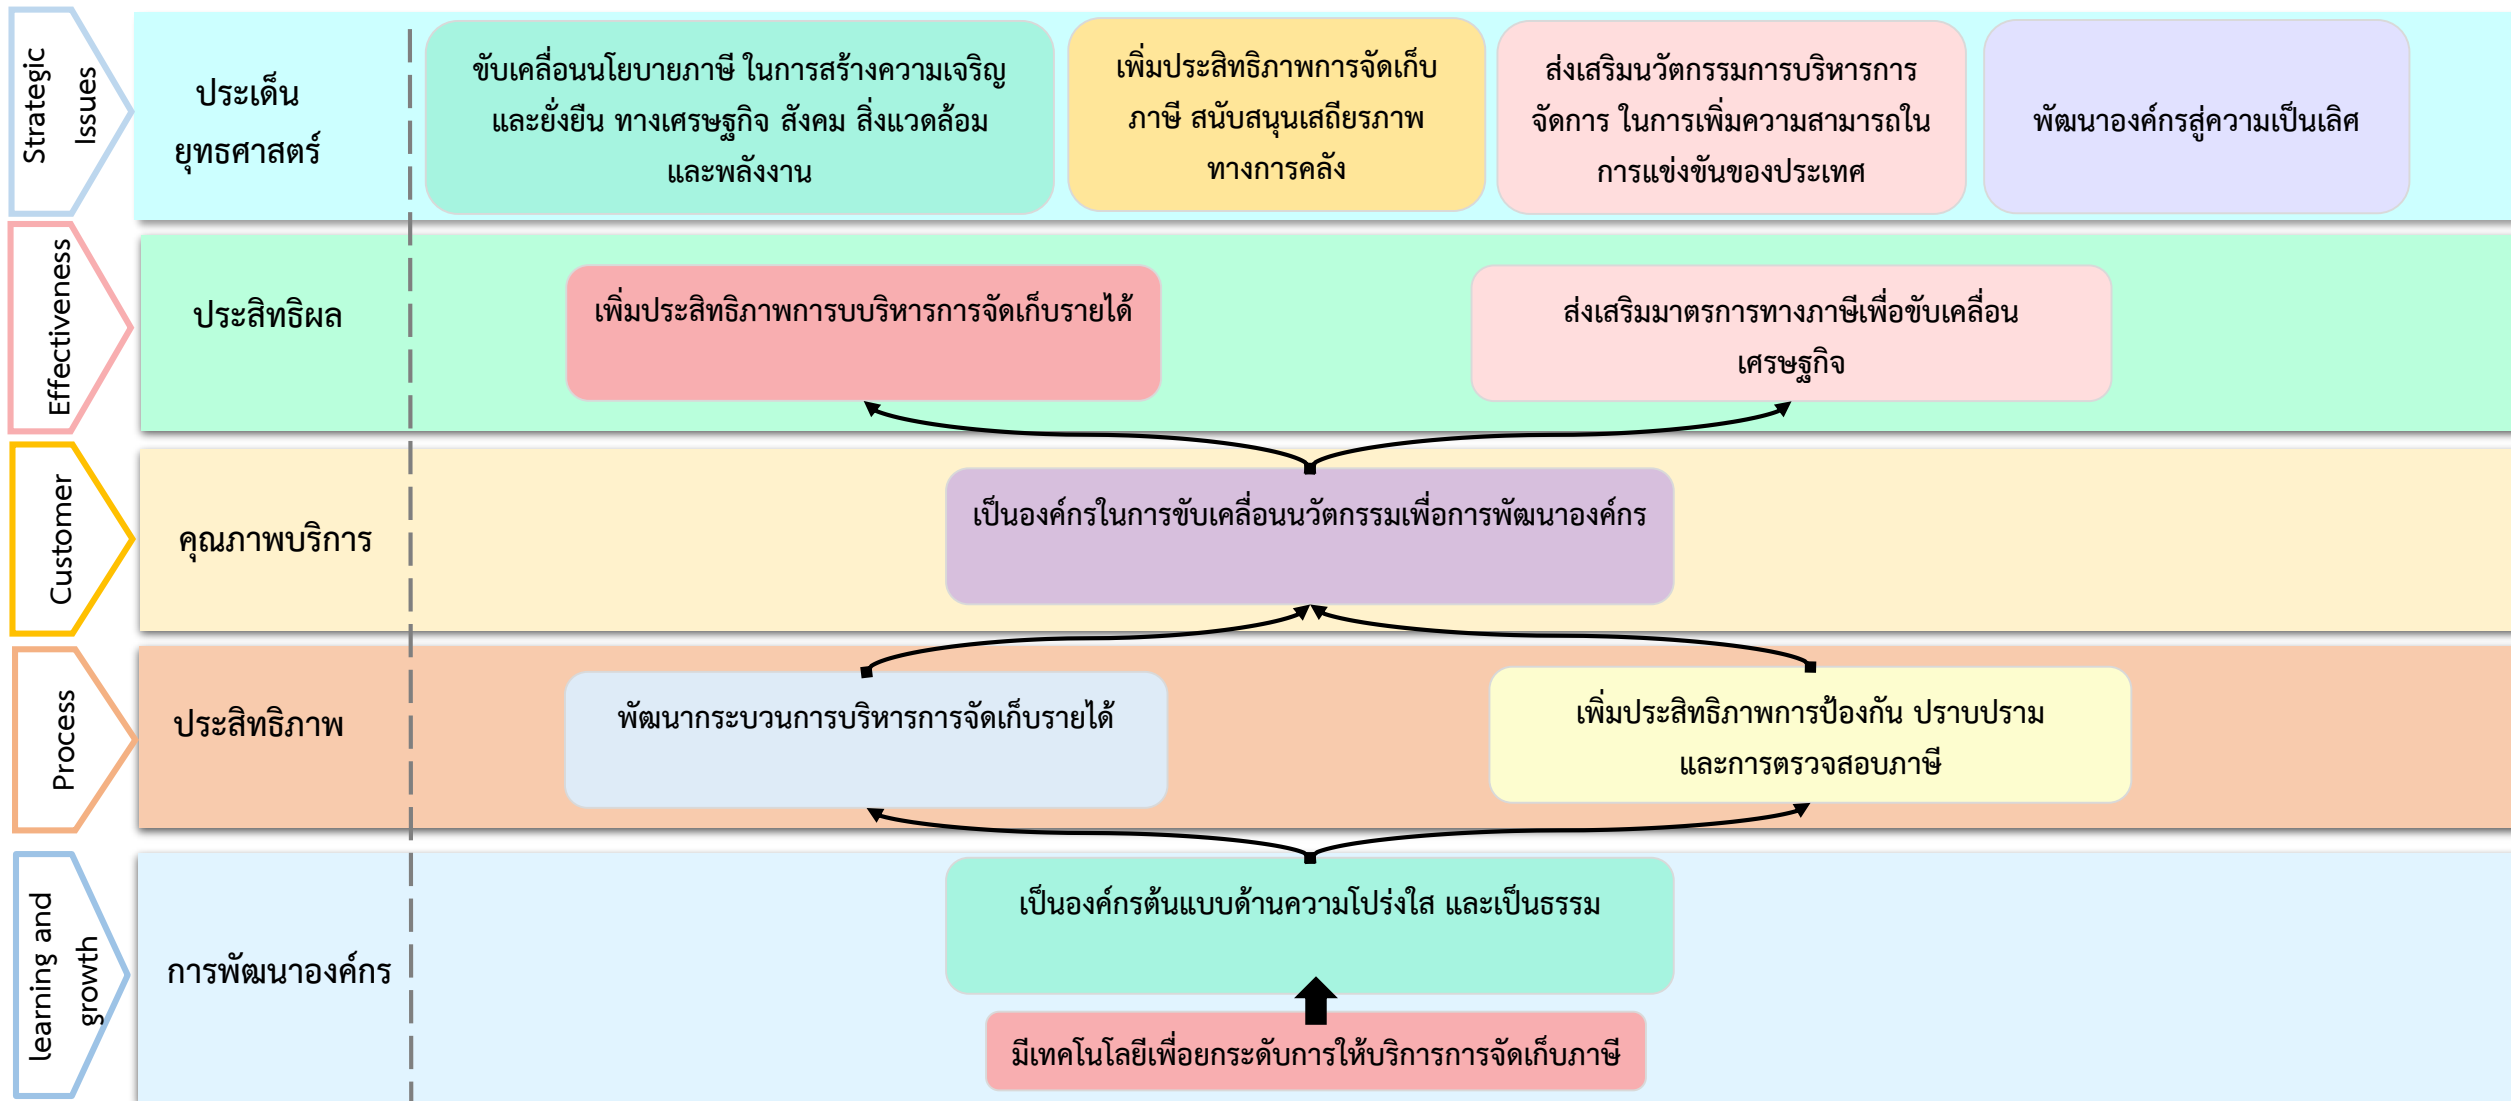 Strategic
Issues
ประเด็น
ยุทธศาสตร์
ขับเคลื่อนนโยบายภาษี ในการสร้างความเจริญ
และยั่งยืน ทางเศรษฐกิจ สังคม สิ่งแวดล้อม
และพลังงาน
เพิ่มประสิทธิภาพการจัดเก็บ
ภาษี สนับสนุนเสถียรภาพ
ทางการคลัง
ส่งเสริมนวัตกรรมการบริหารการ
จัดการ ในการเพิ่มความสามารถใน
การแข่งขันของประเทศ
พัฒนาองค์กรสู่ความเป็นเลิศ
Effectiveness
ประสิทธิผล
เพิ่มประสิทธิภาพการบบริหารการจัดเก็บรายได้
ส่งเสริมมาตรการทางภาษีเพื่อขับเคลื่อน
เศรษฐกิจ
Customer
คุณภาพบริการ
เป็นองค์กรในการขับเคลื่อนนวัตกรรมเพื่อการพัฒนาองค์กร
Process
ประสิทธิภาพ
พัฒนากระบวนการบริหารการจัดเก็บรายได้
เพิ่มประสิทธิภาพการป้องกัน ปราบปราม
และการตรวจสอบภาษี
learning and
growth
การพัฒนาองค์กร
เป็นองค์กรต้นแบบด้านความโปร่งใส และเป็นธรรม
มีเทคโนโลยีเพื่อยกระดับการให้บริการการจัดเก็บภาษี